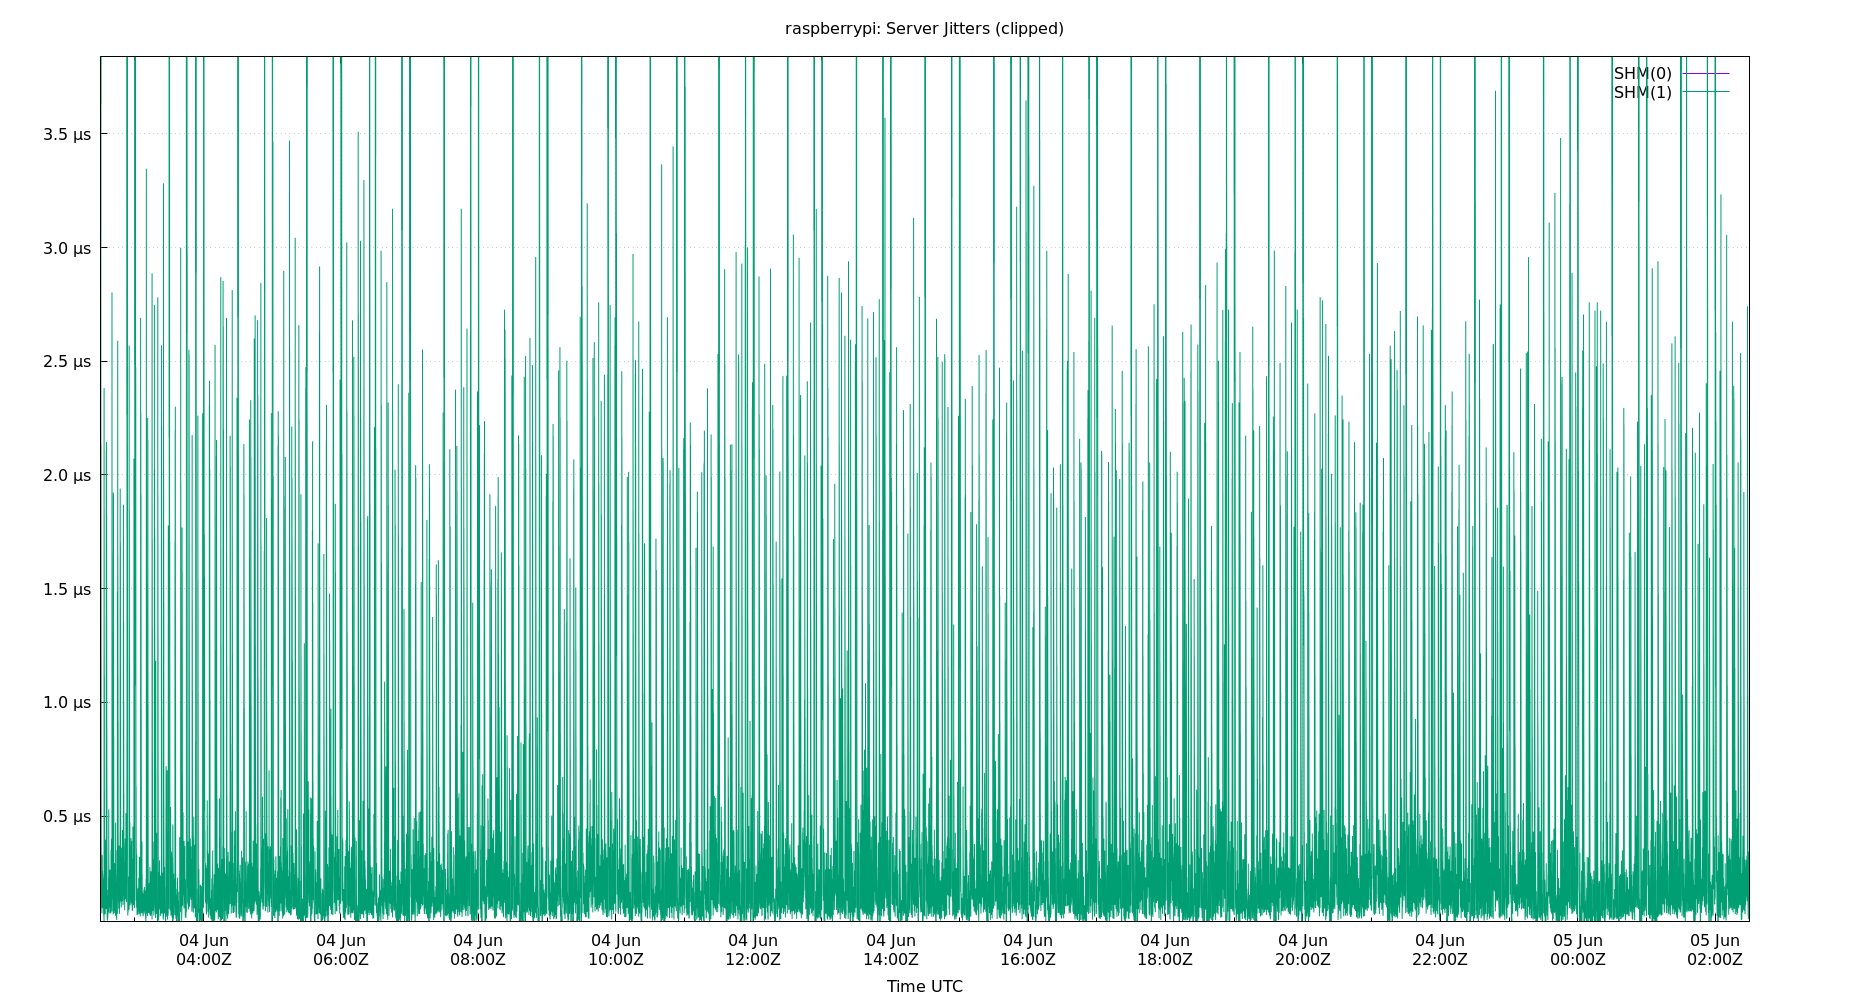 raspberrypi: Server Jitters (clipped)
SHM(0)
SHM(1)
3.5 µs
3.0 µs
2.5 µs
2.0 µs
1.5 µs
1.0 µs
0.5 µs
04 Jun 04 Jun 04 Jun 04 Jun 04 Jun 04 Jun 04 Jun 04 Jun 04 Jun 04 Jun 05 Jun 05 Jun
04:00Z 06:00Z 08:00Z 10:00Z 12:00Z 14:00Z 16:00Z 18:00Z 20:00Z 22:00Z 00:00Z 02:00Z
Time UTC